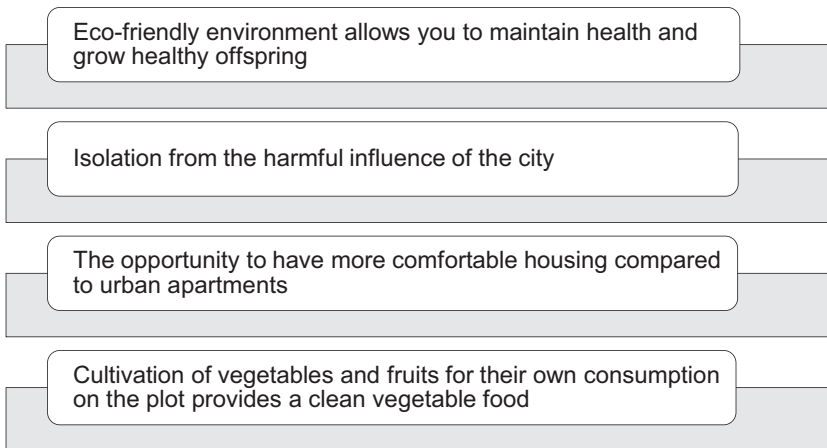 Eco-friendly environment allows you to maintain health and
grow healthy offspring
Isolation from the harmful influence of the city
The opportunity to have more comfortable housing compared
to urban apartments
Cultivation of vegetables and fruits for their own consumption
on the plot provides a clean vegetable food